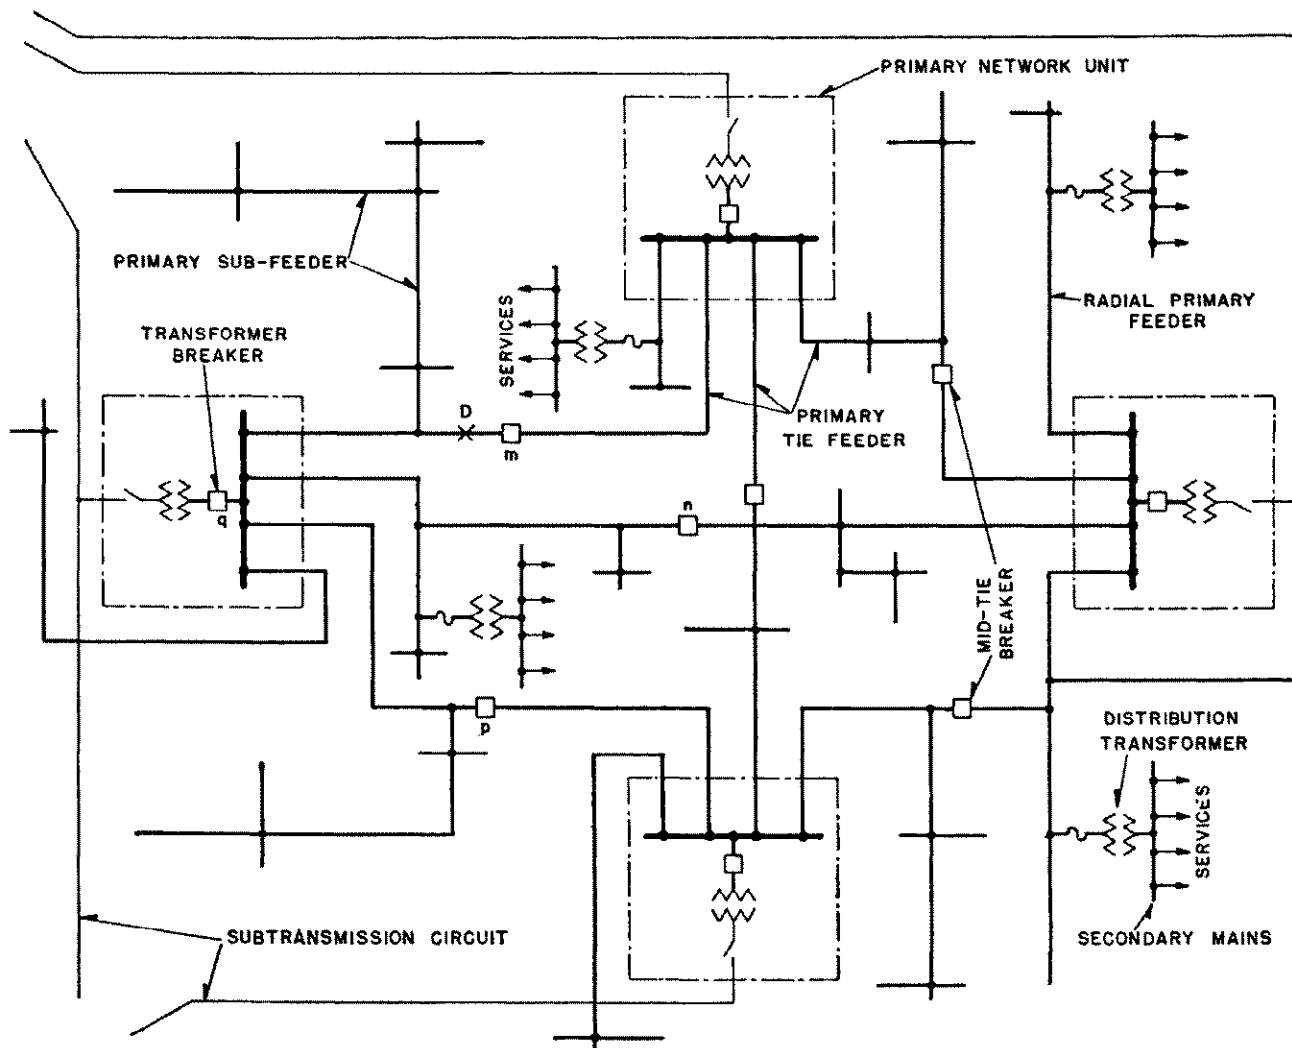 PRIMARY NETWORK UNIT
PRIMARY SUB-FEEDER
SERVICES
RADIAL PRIMARY
FEEDER
TRANSFORMER
BREAKER
D
m
PRIMARY
TIE FEEDER
q
n
MID-TIE
BREAKER
p
DISTRIBUTION
TRANSFORMER
SERVICES
SUBTRANSMISSION CIRCUIT
SECONDARY MAINS